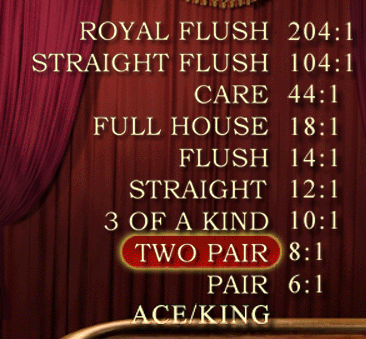 ROYAL FLUSH 204:1
STRAIGHT FLUSH 104:1
CARE 44:1
FULL HOUSE 18:1
FLUSH 14:1
STRAIGHT 12:1
3 OF A KIND 10:1
TWO PAIR 8:1
PAIR 6:1
ACE/KING